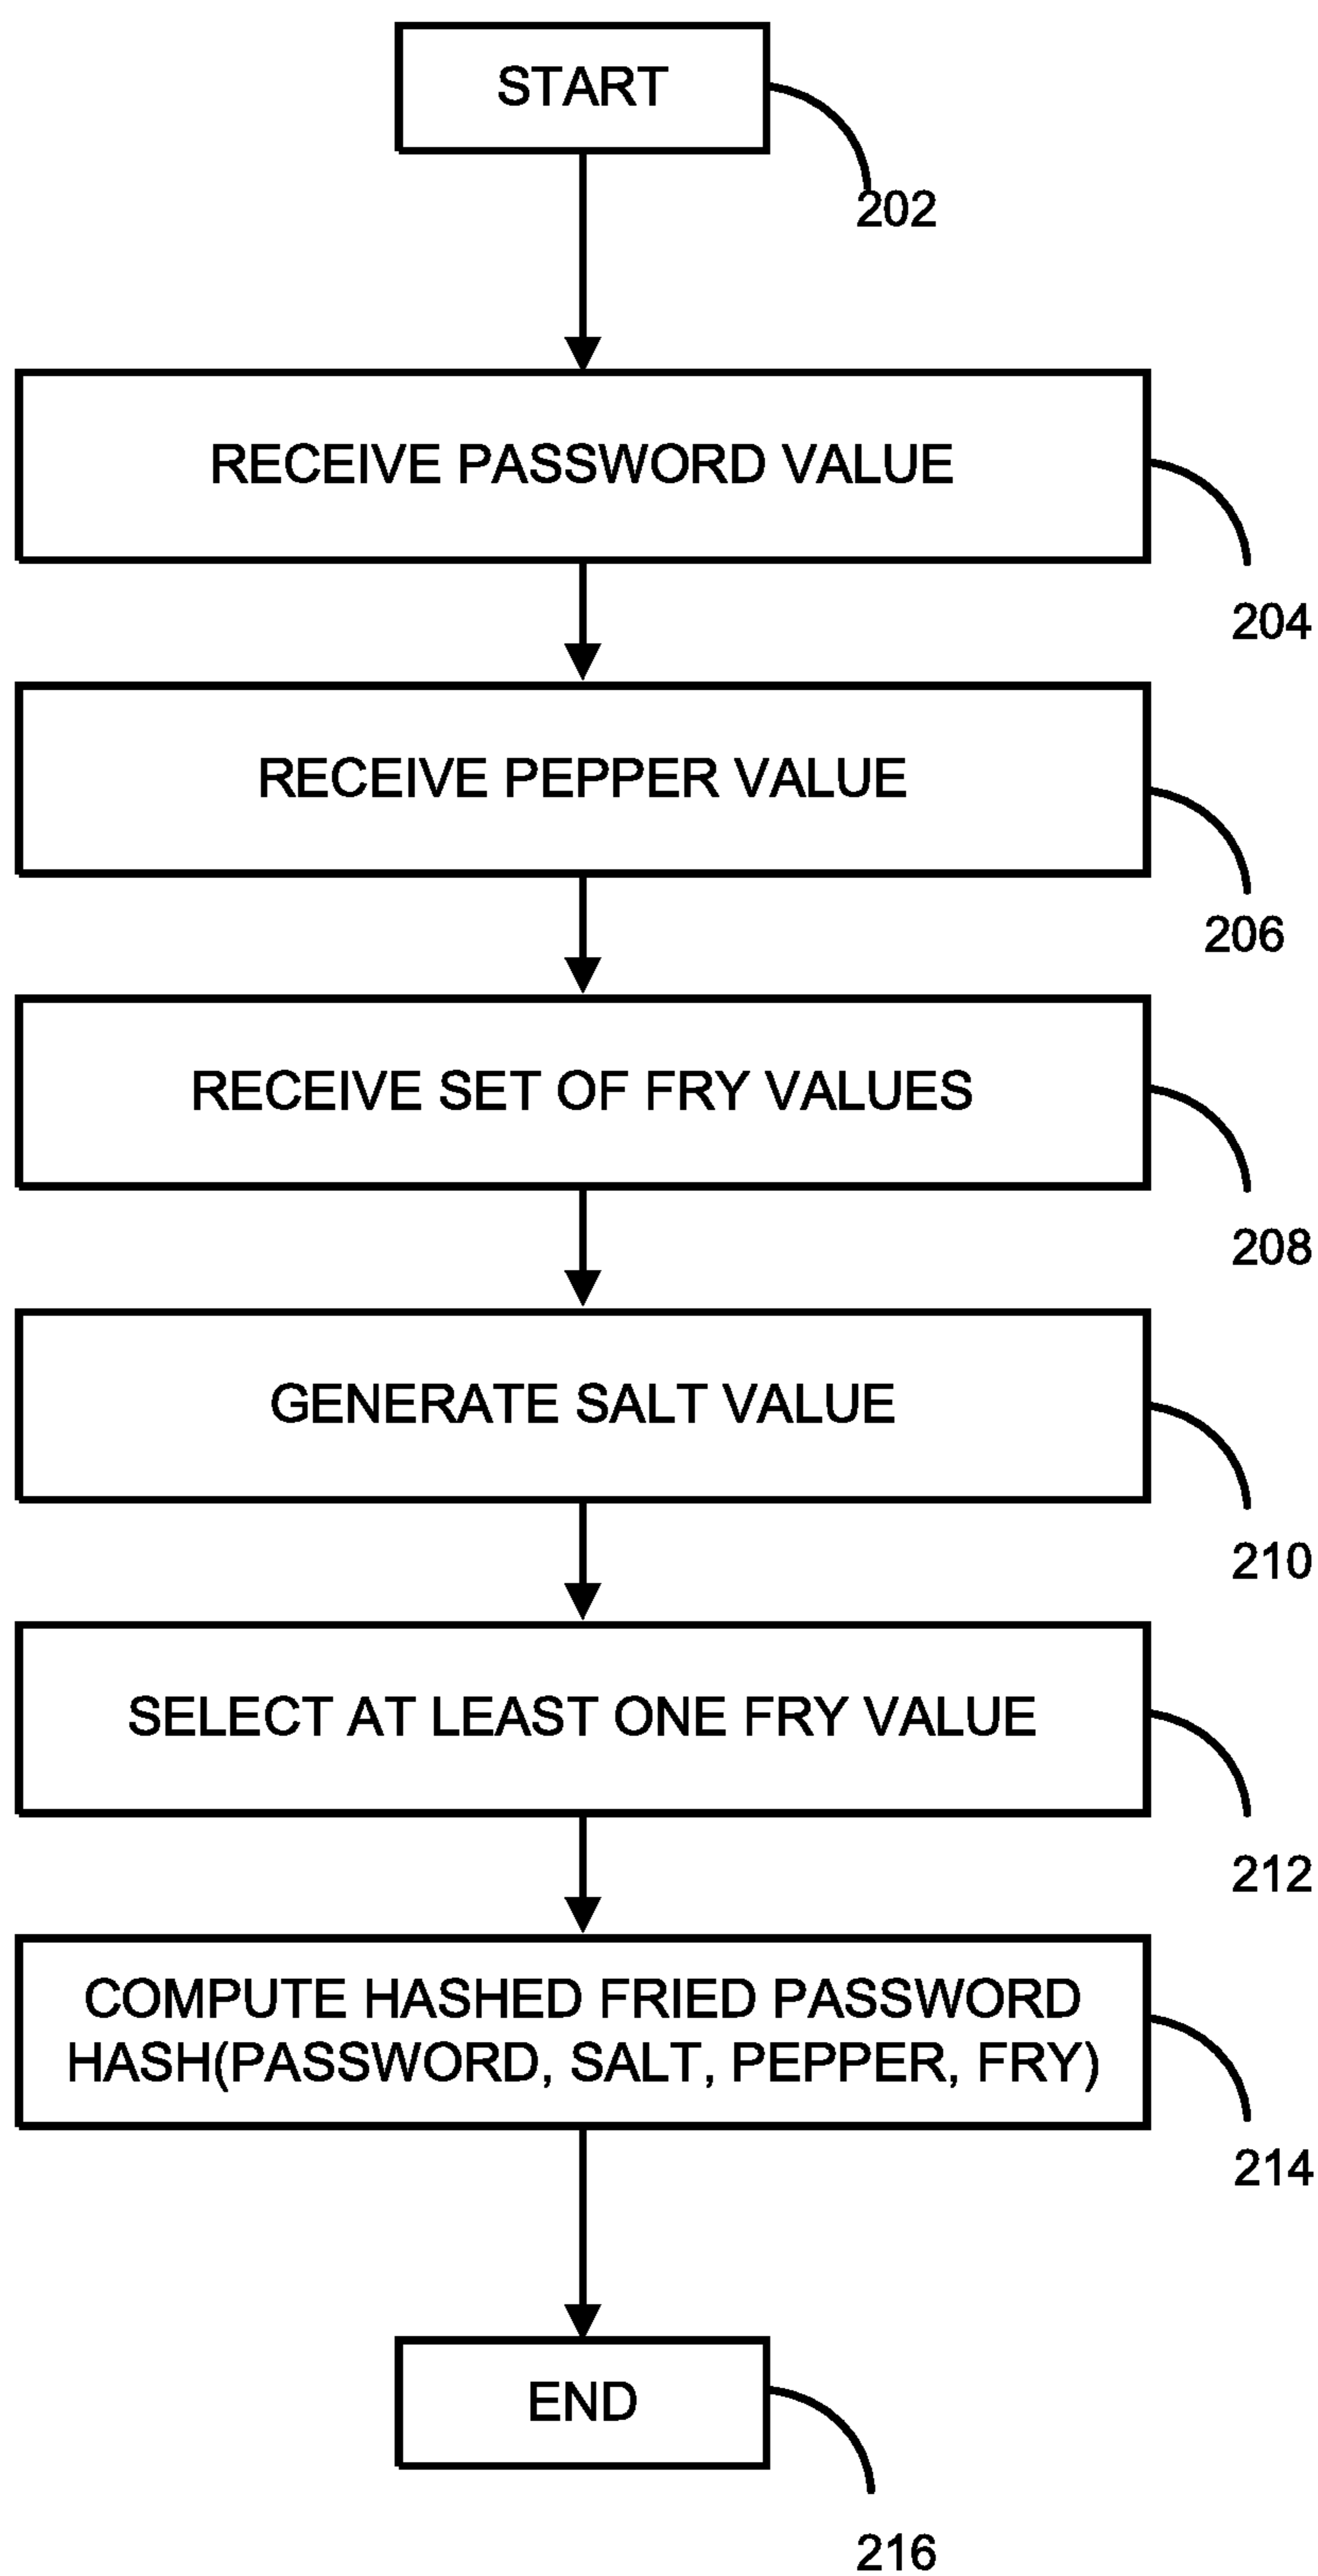 START
202
RECEIVE PASSWORD VALUE
204
RECEIVE PEPPER VALUE
206
RECEIVE SET OF FRY VALUES
208
GENERATE SALT VALUE
210
SELECT AT LEAST ONE FRY VALUE
212
COMPUTE HASHED FRIED PASSWORD
HASH(PASSWORD, SALT, PEPPER, FRY)
214
END
216